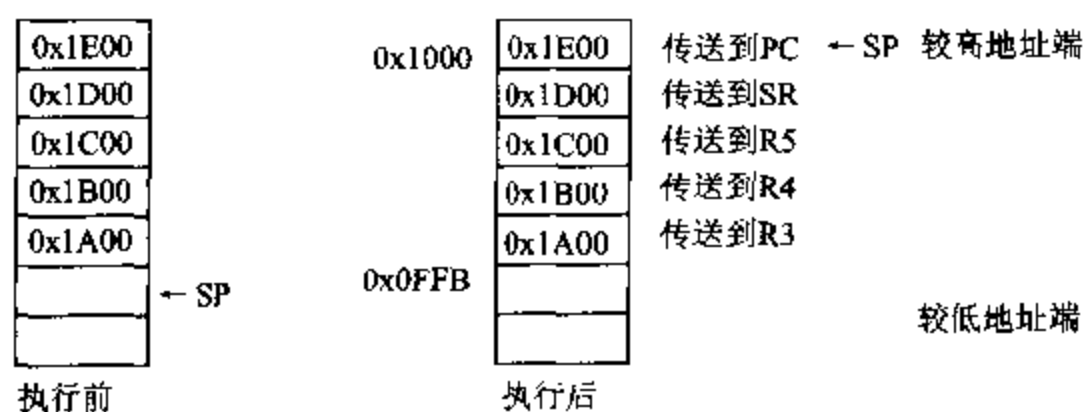 0x1E00 0x1000 0x1E00 传送到PC ← SP 较高地址端
0x1D00 0x1D00 传送到SR
0x1C00 0x1C00 传送到R5
0x1B00 0x1B00 传送到R4
0x1A00 0x1A00 传送到R3
← SP 0x0FFB
较低地址端
执行前 执行后